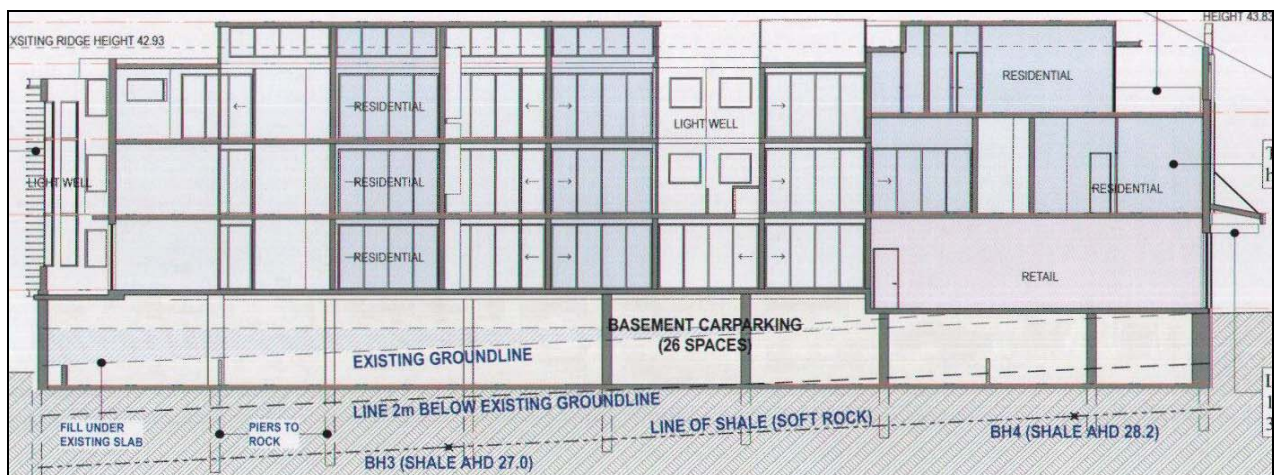 HEIGHT 43.83
XSITING RIDGE HEIGHT 42.93
RESIDENTIAL
RESIDENTIAL
LIGHT WELL
LIGHT WELL
RESIDENTIAL
RESIDENTIAL
RESIDENTIAL
RETAIL
BASEMENT CARPARKING
(26 SPACES)
EXISTING GROUNDLINE
LINE 2m BELOW EXISTING GROUNDLINE
FILL UNDER
EXISTING SLAB
PIERS TO
ROCK
LINE OF SHALE (SOFT ROCK)
BH4 (SHALE AHD 28.2)
BH3 (SHALE AHD 27.0)